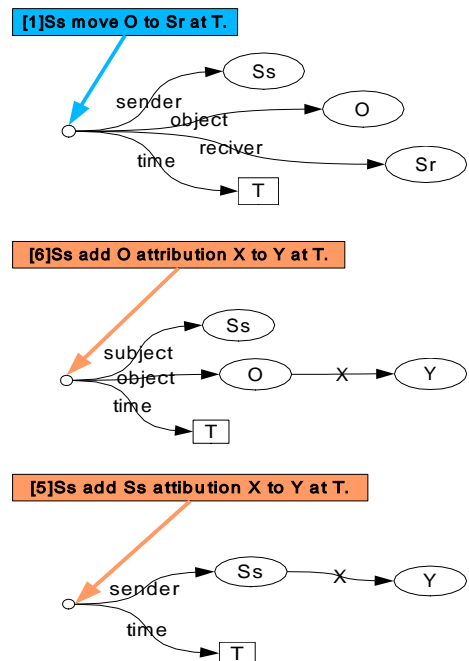 [1]Ss move O to Sr at T.
Ss
sender
O
object
reciver
Sr
time
T
[6]Ss add O attribution X to Y at T.
Ss
subject
object
O
X
Y
time
T
[5]Ss add Ss attibution X to Y at T.
Ss
sender
X
Y
time
T